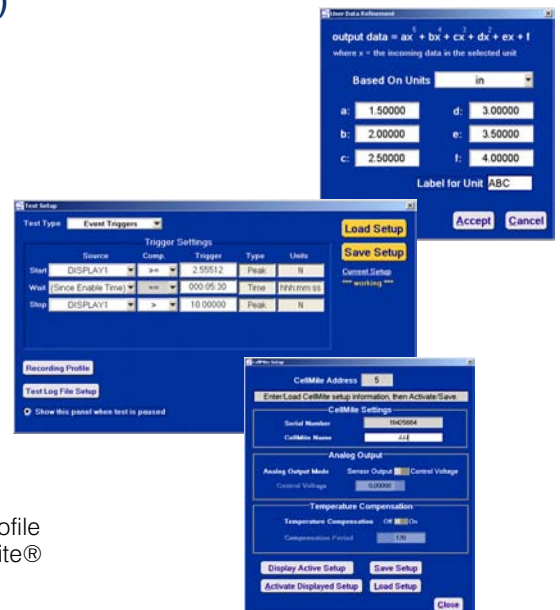 )
User Data Refinement
output data = ax⁵ + bx⁴ + cx³ + dx² + ex + f
where x = the incoming data in the selected unit
Based On Units in
a: 1.50000 d: 3.00000
b: 2.00000 e: 3.50000
c: 2.50000 f: 4.00000
Label for Unit ABC
Accept Cancel
Test Setup
Test Type Event Triggers
Load Setup
Trigger Settings
Save Setup
Source Comp. Trigger Type Units
Current Setup
*** working ***
Start DISPLAY1 >= 2.55512 Peak N
Wait (Since Enable Time) == 000:05:30 Time hhh:mm:ss
Stop DISPLAY1 > 10.00000 Peak N
Recording Profile
Test Log File Setup
Show this panel when test is paused
CellMite Setup
CellMite Address 5
Enter/Load CellMite setup information, then Activate/Save.
CellMite Settings
Serial Number
CellMite Name
Analog Output
Analog Output Mode Sensor Output Control Voltage
Control Voltage 0.00000
Temperature Compensation
Temperature Compensation Off On
Compensation Period
Display Active Setup Save Setup
Activate Displayed Setup Load Setup
Close
ofile
ite®